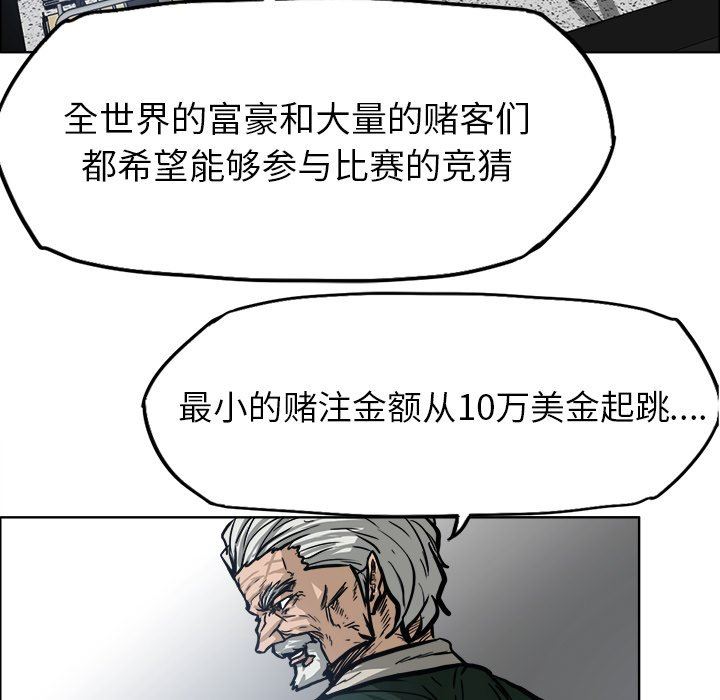 全世界的富豪和大量的赌客们
都希望能够参与比赛的竞猜
最小的赌注金额从10万美金起跳....